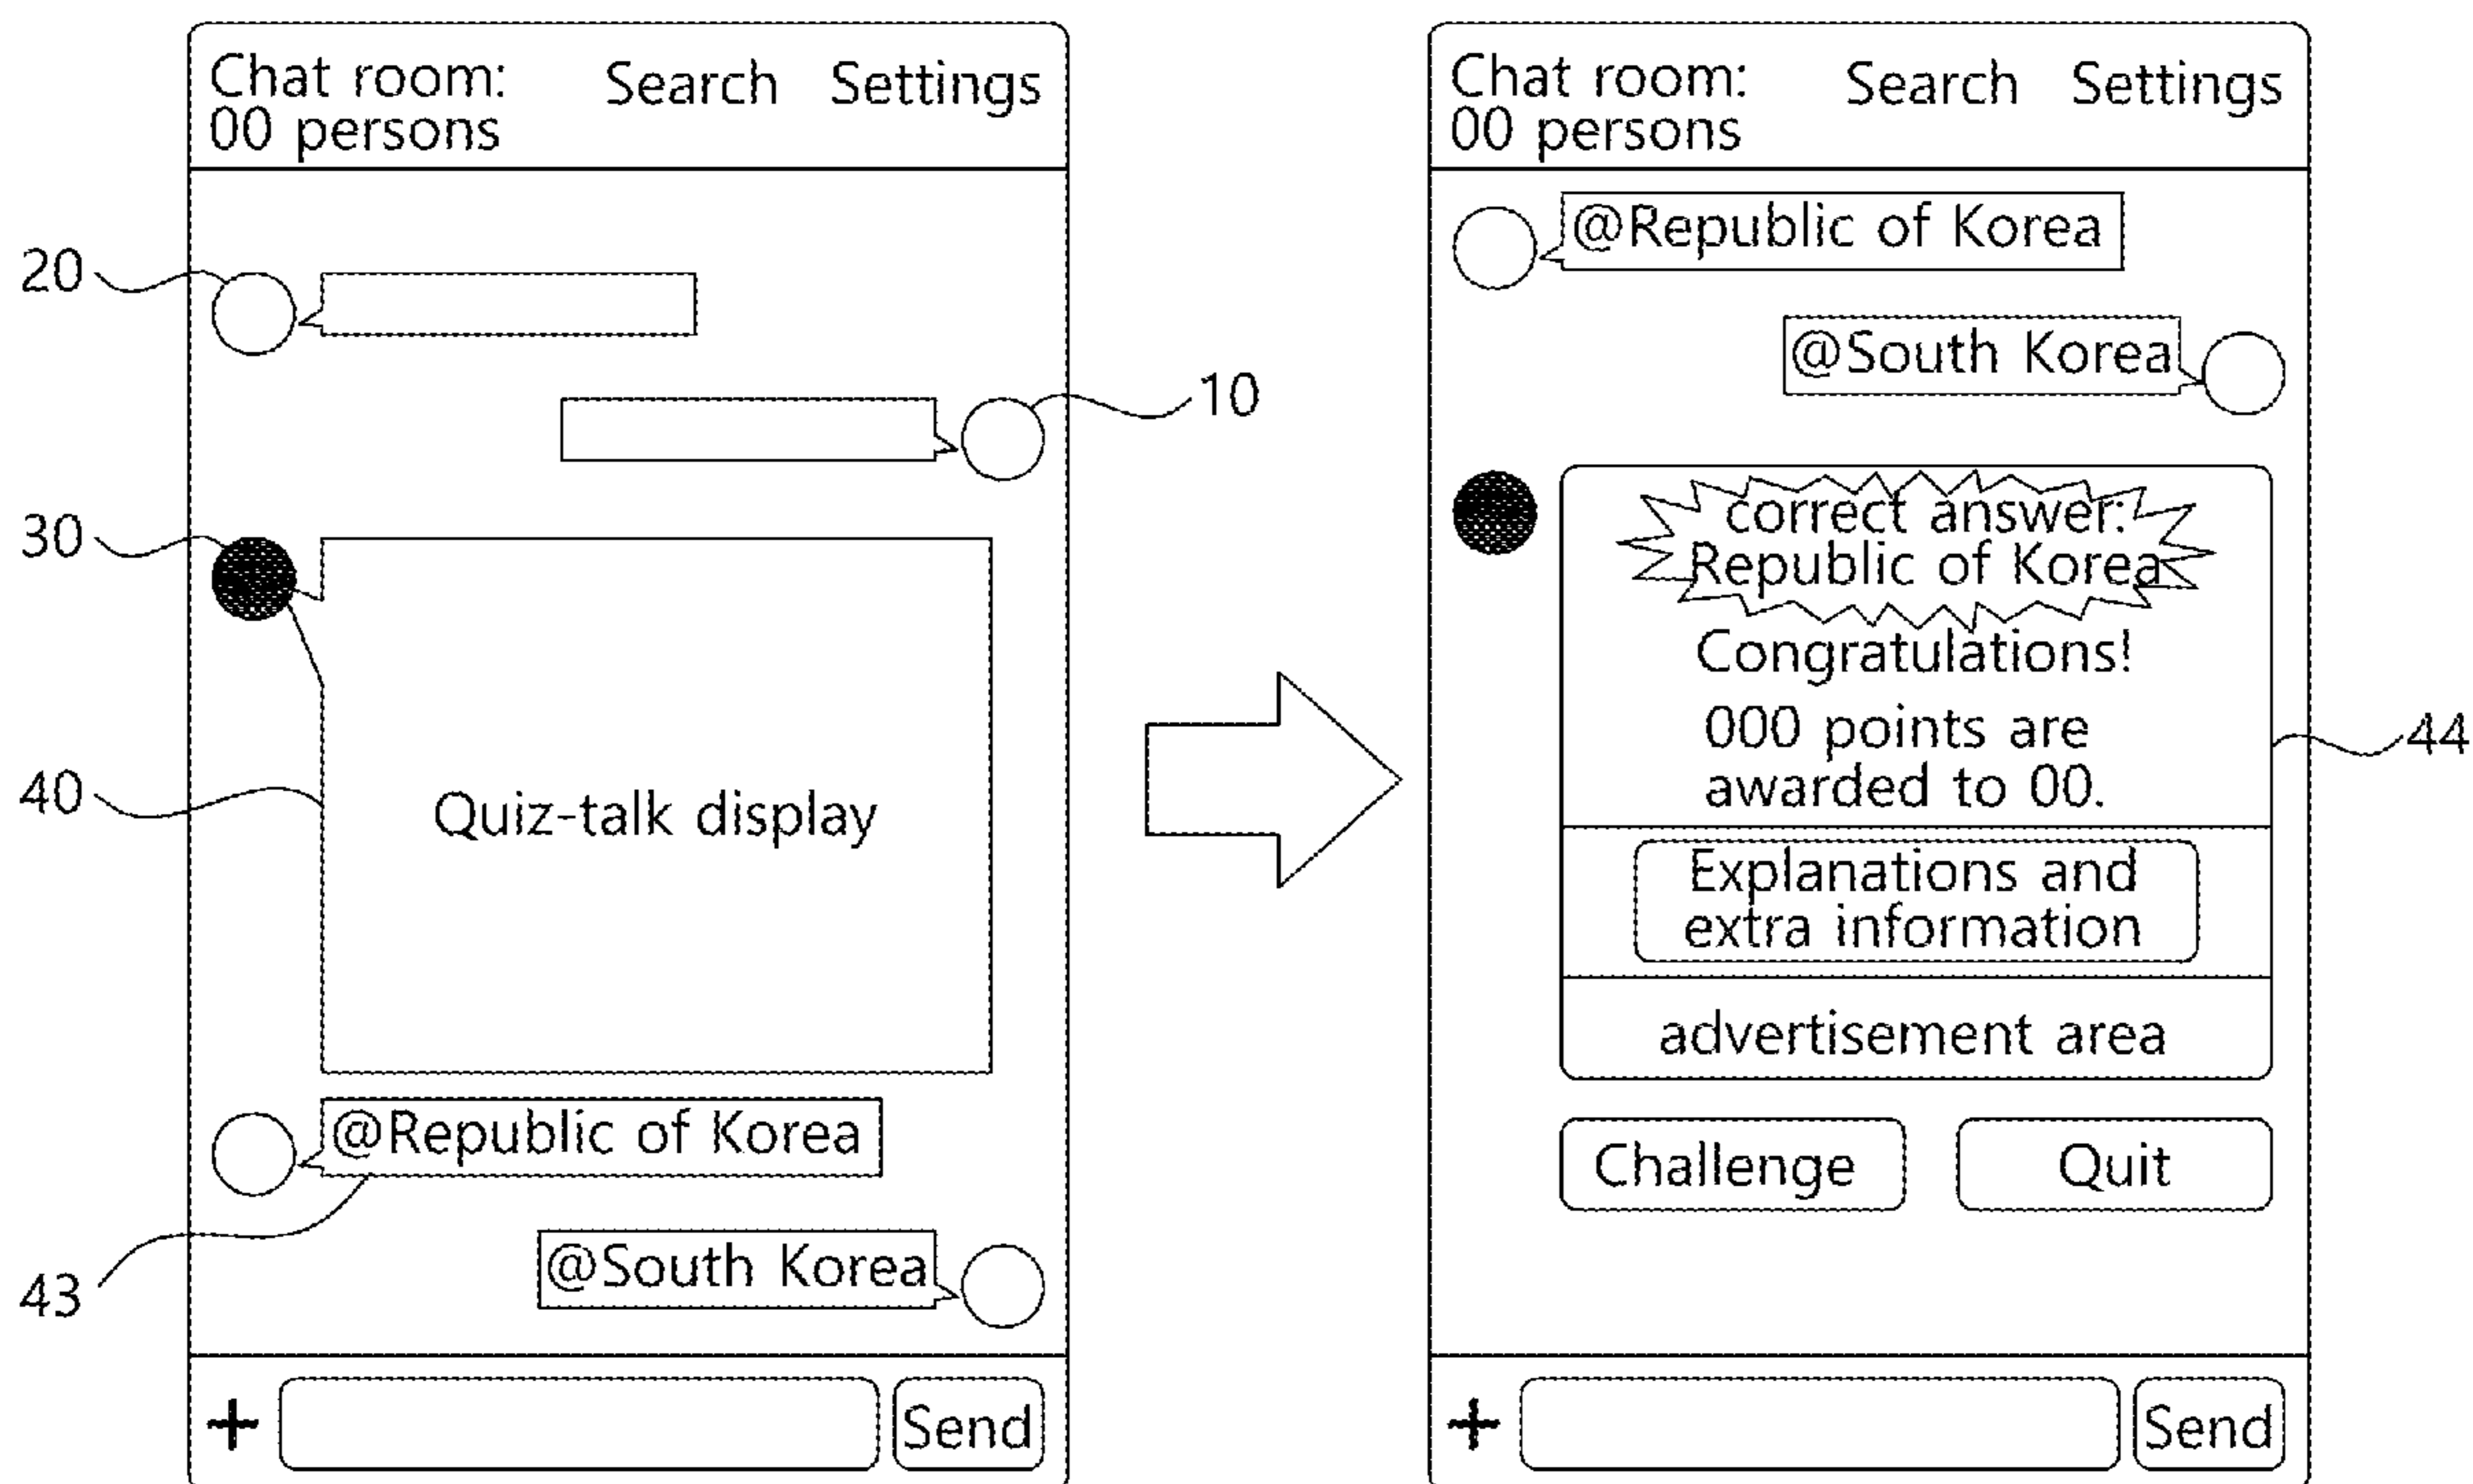 Chat room:
00 persons
Search
Settings
20
10
30
40
Quiz-talk display
@Republic of Korea
43
@South Korea
+
Send
Chat room:
00 persons
Search
Settings
@Republic of Korea
@South Korea
correct answer:
Republic of Korea
Congratulations!
000 points are
awarded to 00.
44
Explanations and
extra information
advertisement area
Challenge
Quit
+
Send